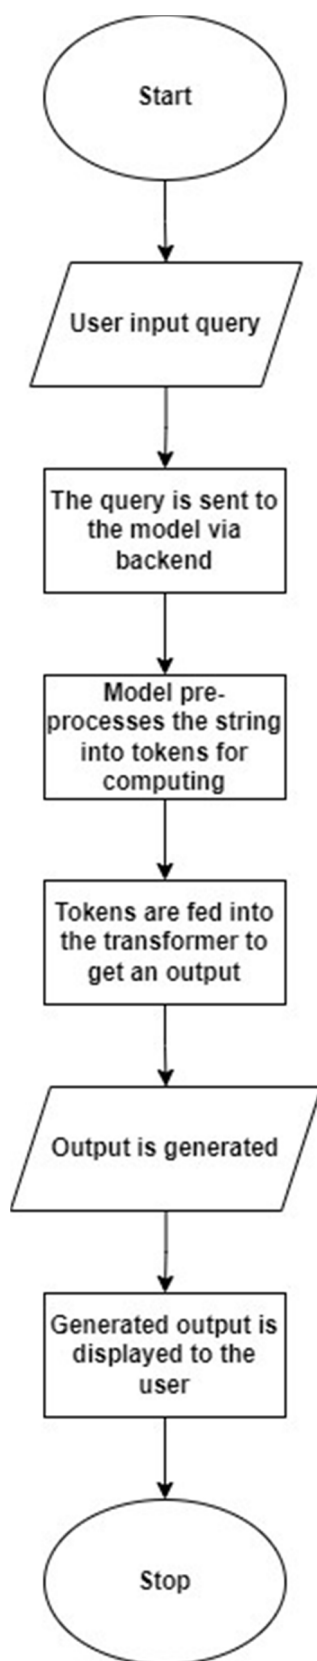 Start
User input query
The query is sent to
the model via
backend
Model pre-
processes the string
into tokens for
computing
Tokens are fed into
the transformer to
get an output
Output is generated
Generated output is
displayed to the
user
Stop